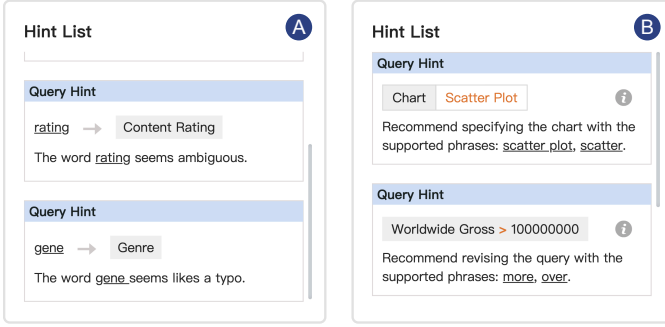 Hint List
A
Query Hint
rating → Content Rating
The word rating seems ambiguous.
Query Hint
gene → Genre
The word gene seems likes a typo.
Hint List
B
Query Hint
Chart Scatter Plot
i
Recommend specifying the chart with the
supported phrases: scatter plot, scatter.
Query Hint
Worldwide Gross > 100000000
i
Recommend revising the query with the
supported phrases: more, over.